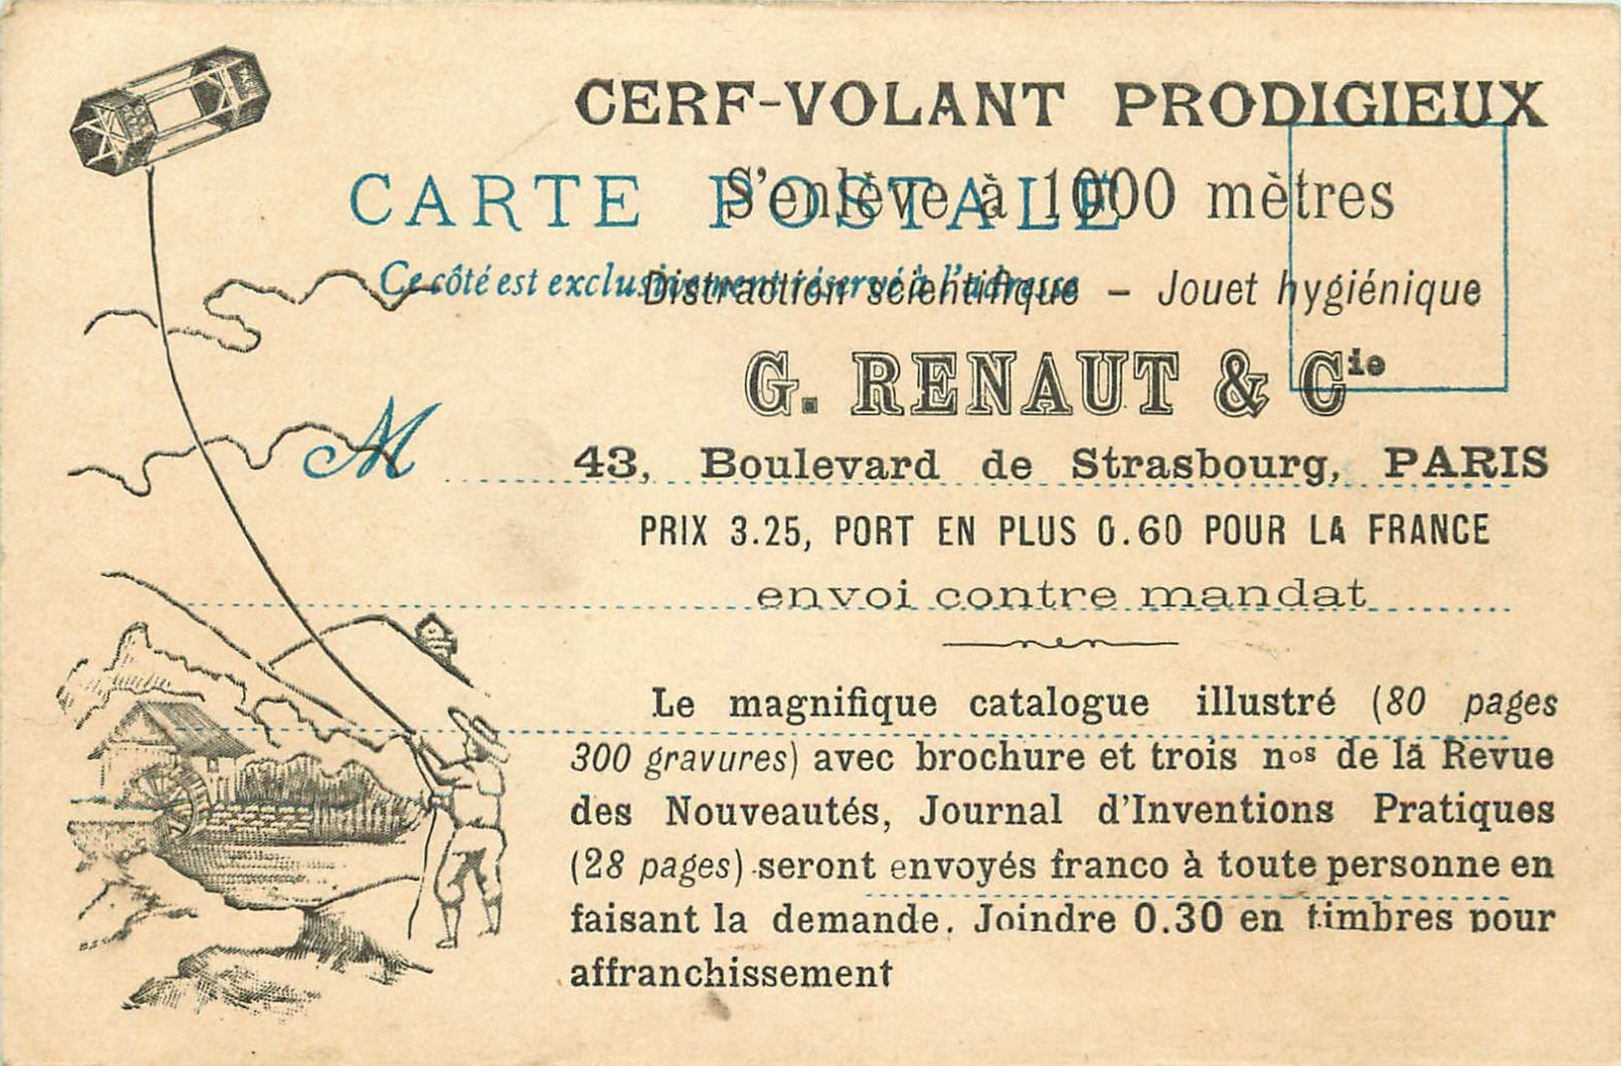 CERF-VOLANT PRODIGIEUX
CARTE POSTALE
S'enlève à 1000 mètres
Ce côté est exclusivement réservé à l'adresse
Distraction scientifique – Jouet hygiénique
G. RENAUT & Cie
M
43, Boulevard de Strasbourg, PARIS
PRIX 3.25, PORT EN PLUS 0.60 POUR LA FRANCE
envoi contre mandat
Le magnifique catalogue illustré (80 pages
300 gravures) avec brochure et trois nos de la Revue
des Nouveautés, Journal d'Inventions Pratiques
(28 pages) seront envoyés franco à toute personne en
faisant la demande. Joindre 0.30 en timbres pour
affranchissement